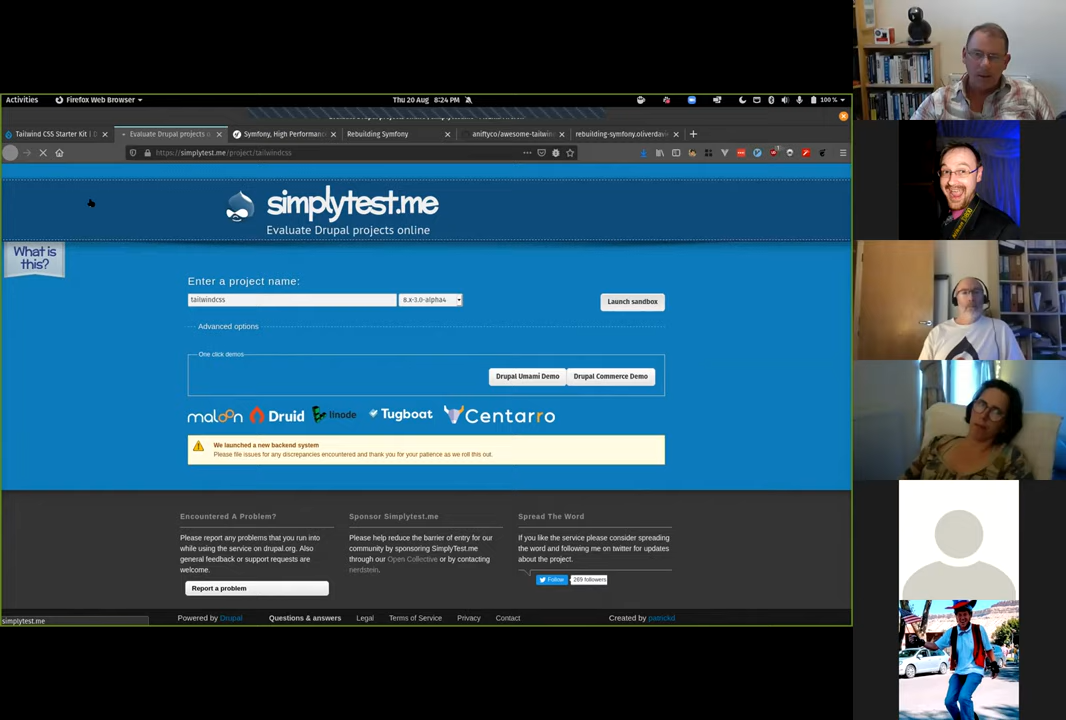 Activities Firefox Web Browser Thu 20 Aug 8:24 PM 100 %
Tailwind CSS Starter Kit | D Evaluate Drupal projects o Symfony, High Performance Rebuilding Symfony aniftyco/awesome-tailwin rebuilding-symfony.oliverdavie
https://simplytest.me/project/tailwindcss
simplytest.me
Evaluate Drupal projects online
What is
this?
Enter a project name:
tailwindcss 8.x-3.0-alpha4 Launch sandbox
Advanced options
One click demos
Drupal Umami Demo Drupal Commerce Demo
Druid linode Tugboat Centarro
We launched a new backend system
Please file issues for any discrepancies encountered and thank you for your patience as we roll this out.
Encountered A Problem?
Please report any problems that you run into
while using the service on drupal.org. Also
general feedback or support requests are
welcome.
Report a problem
Sponsor Simplytest.me
Please help reduce the barrier of entry for our
community by sponsoring SimplyTest.me
through our Open Collective or by contacting
nerdstein.
Spread The Word
If you like the service please consider spreading
the word and following me on twitter for updates
about the project.
Follow 269 followers
simplytest.me
Powered by Drupal Questions & answers Legal Terms of Service Privacy Contact Created by patrickd